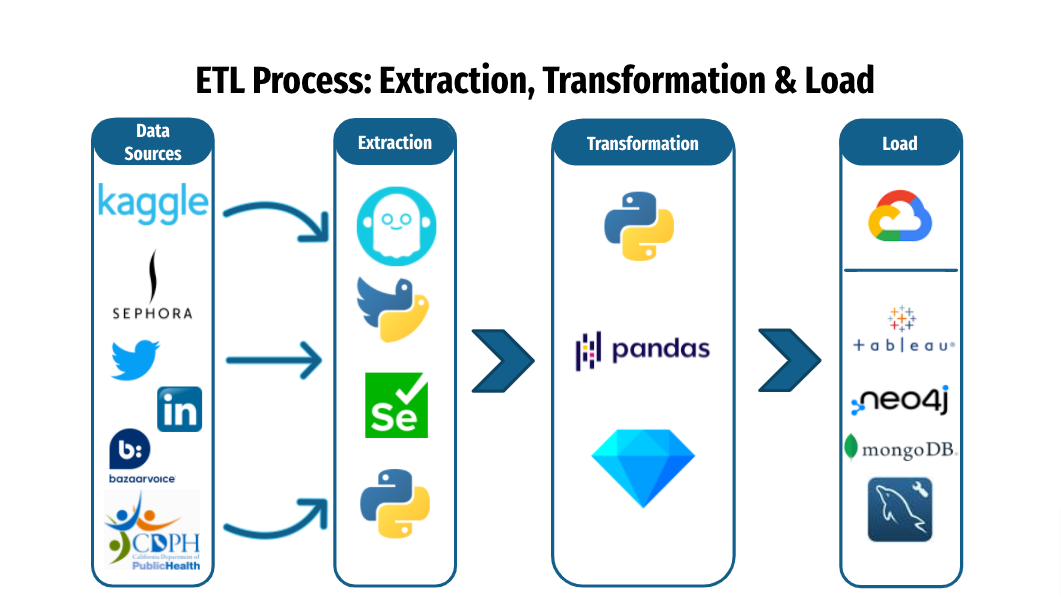 ETL Process: Extraction, Transformation & Load
Data
Sources
kaggle
SEPHORA
in
b:
bazaarvoice
CDPH
California Department of
PublicHealth
Extraction
Se
Transformation
pandas
Load
+ableau
neo4j
mongoDB